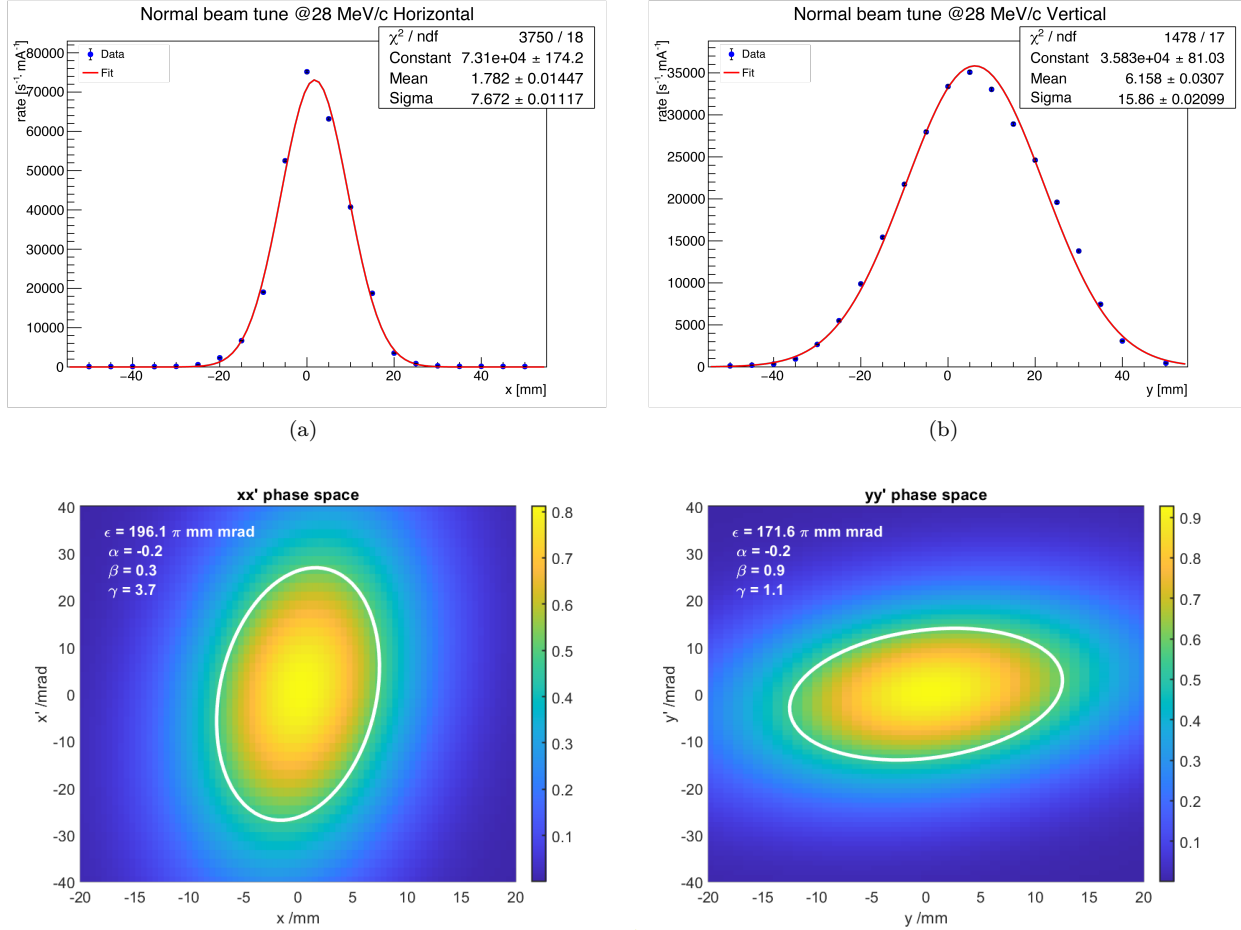 Normal beam tune @28 MeV/c Horizontal
χ² / ndf 3750 / 18
Constant 7.31e+04 ± 174.2
Mean 1.782 ± 0.01447
Sigma 7.672 ± 0.01117
Data
Fit
rate [s⁻¹ mA⁻¹]
80000
70000
60000
50000
40000
30000
20000
10000
0
−40 −20 0 20 40
x [mm]
(a)
Normal beam tune @28 MeV/c Vertical
χ² / ndf 1478 / 17
Constant 3.583e+04 ± 81.03
Mean 6.158 ± 0.0307
Sigma 15.86 ± 0.02099
Data
Fit
rate [s⁻¹ mA⁻¹]
35000
30000
25000
20000
15000
10000
5000
0
−40 −20 0 20 40
y [mm]
(b)
xx' phase space
ϵ = 196.1 π mm mrad
α = -0.2
β = 0.3
γ = 3.7
x' /mrad
40
30
20
10
0
-10
-20
-30
-40
-20 -15 -10 -5 0 5 10 15 20
x /mm
0.8
0.7
0.6
0.5
0.4
0.3
0.2
0.1
yy' phase space
ϵ = 171.6 π mm mrad
α = -0.2
β = 0.9
γ = 1.1
y' /mrad
40
30
20
10
0
-10
-20
-30
-40
-20 -15 -10 -5 0 5 10 15 20
y /mm
0.9
0.8
0.7
0.6
0.5
0.4
0.3
0.2
0.1